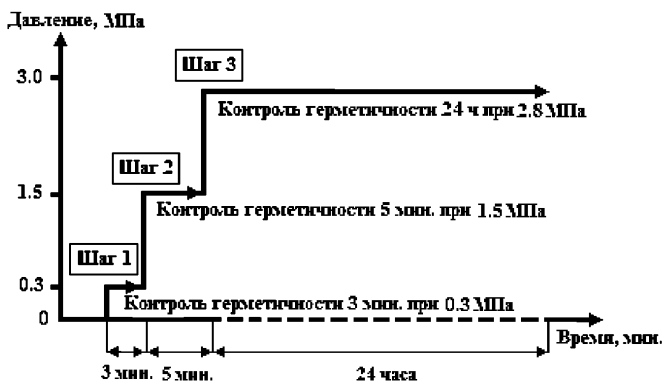 Давление, МПа
Шаг 3
3.0
Контроль герметичности 24 ч при 2.8 МПа
Шаг 2
1.5
Контроль герметичности 5 мин. при 1.5 МПа
Шаг 1
0.3
Контроль герметичности 3 мин. при 0.3 МПа
0
Время, мин.
3 мин. 5 мин. 24 часа